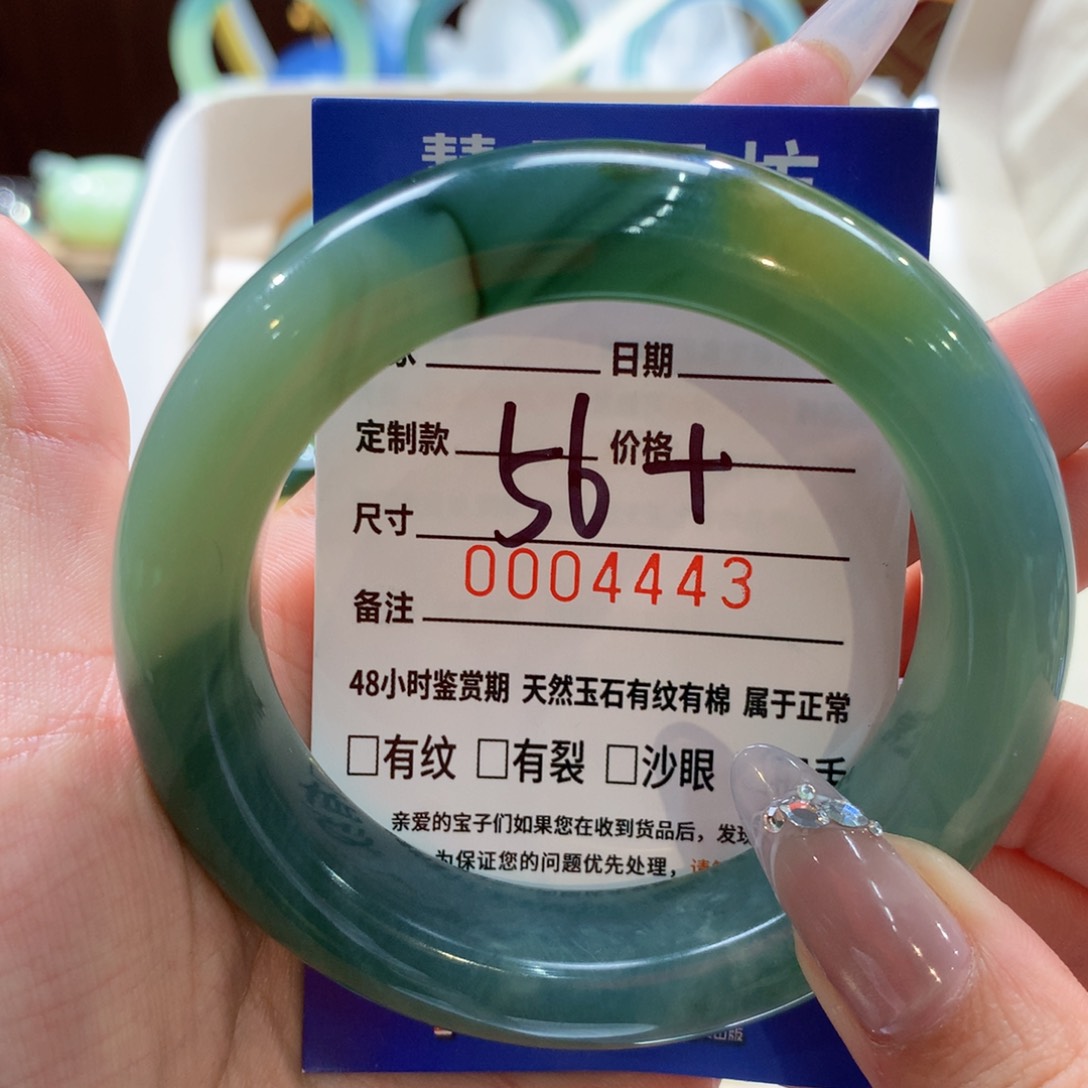 日期
定制款 56+ 价格
尺寸
0004443
备注
48小时鉴赏期 天然玉石有纹有棉 属于正常
□有纹 □有裂 □沙眼
亲爱的宝子们如果您在收到货品后，发现
为保证您的问题优先处理，请